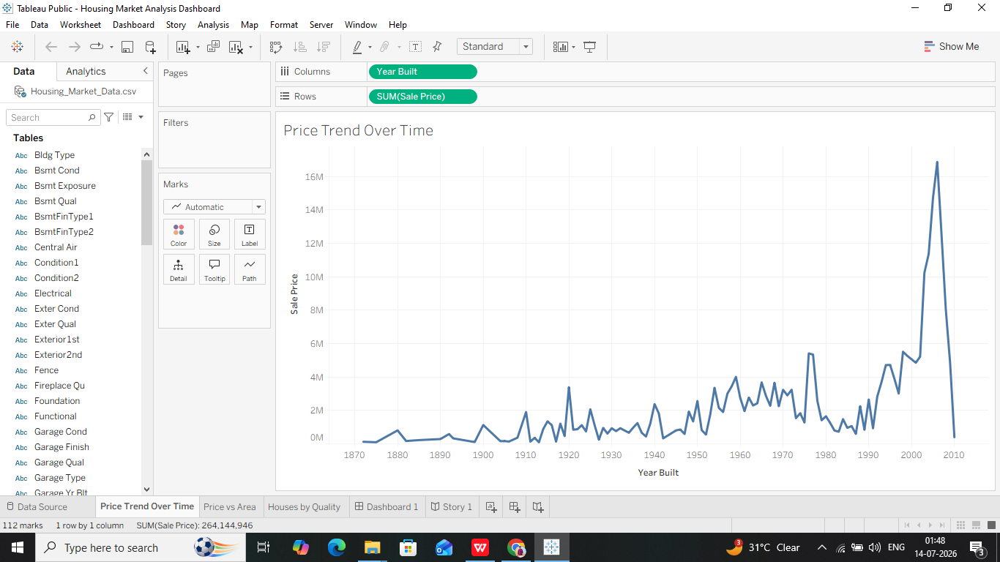 Tableau Public - Housing Market Analysis Dashboard
File Data Worksheet Dashboard Story Analysis Map Format Server Window Help
Standard
Show Me
Data Analytics
Housing_Market_Data.csv
Search
Tables
Abc Bldg Type
Abc Bsmt Cond
Abc Bsmt Exposure
Abc Bsmt Qual
Abc BsmtFinType1
Abc BsmtFinType2
Abc Central Air
Abc Condition1
Abc Condition2
Abc Electrical
Abc Exter Cond
Abc Exter Qual
Abc Exterior1st
Abc Exterior2nd
Abc Fence
Abc Fireplace Qu
Abc Foundation
Abc Functional
Abc Garage Cond
Abc Garage Finish
Abc Garage Qual
Abc Garage Type
Abc Garage Yr Blt
Pages
Filters
Marks
Automatic
Color Size Label
Detail Tooltip Path
Columns Year Built
Rows SUM(Sale Price)
Price Trend Over Time
16M
14M
12M
10M
8M
6M
4M
2M
0M
Sale Price
1870 1880 1890 1900 1910 1920 1930 1940 1950 1960 1970 1980 1990 2000 2010
Year Built
Data Source Price Trend Over Time Price vs Area Houses by Quality Dashboard 1 Story 1
112 marks 1 row by 1 column SUM(Sale Price): 264,144,946
Type here to search
3 31°C Clear
ENG
01:48
14-07-2026
3